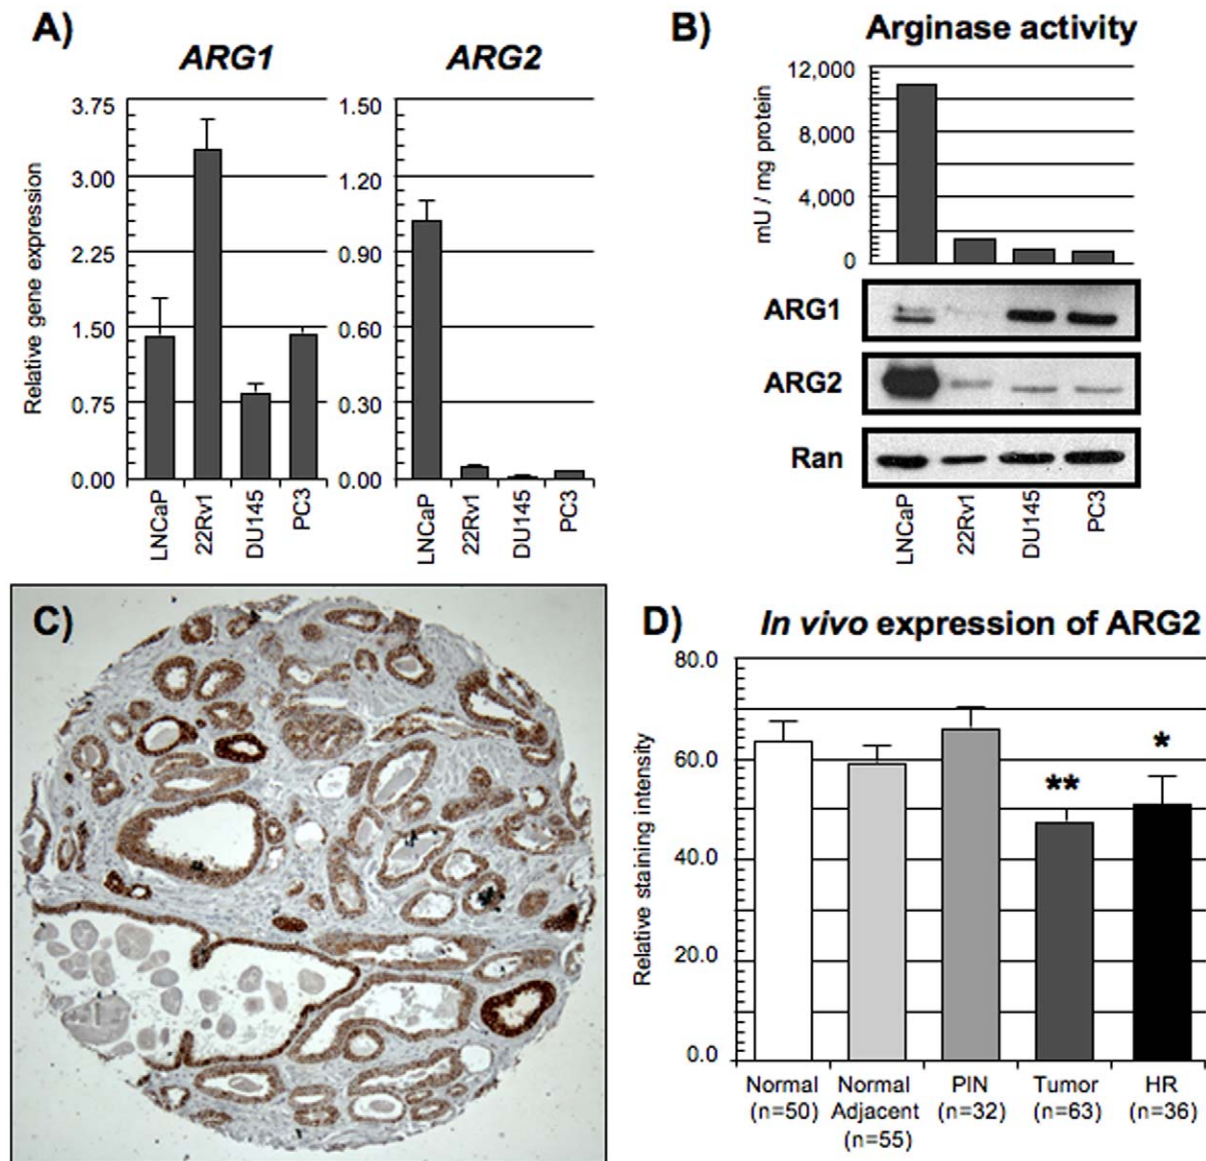 A)
ARG1
ARG2
Relative gene expression
3.75
3.00
2.25
1.50
0.75
0.00
LNCaP
22Rv1
DU145
PC3
1.50
1.20
0.90
0.60
0.30
0.00
LNCaP
22Rv1
DU145
PC3
B)
Arginase activity
mU / mg protein
12,000
8,000
4,000
0
ARG1
ARG2
Ran
LNCaP
22Rv1
DU145
PC3
C)
D)
In vivo expression of ARG2
Relative staining intensity
80.0
60.0
40.0
20.0
0.0
**
*
Normal
(n=50)
Normal
Adjacent
(n=55)
PIN
(n=32)
Tumor
(n=63)
HR
(n=36)